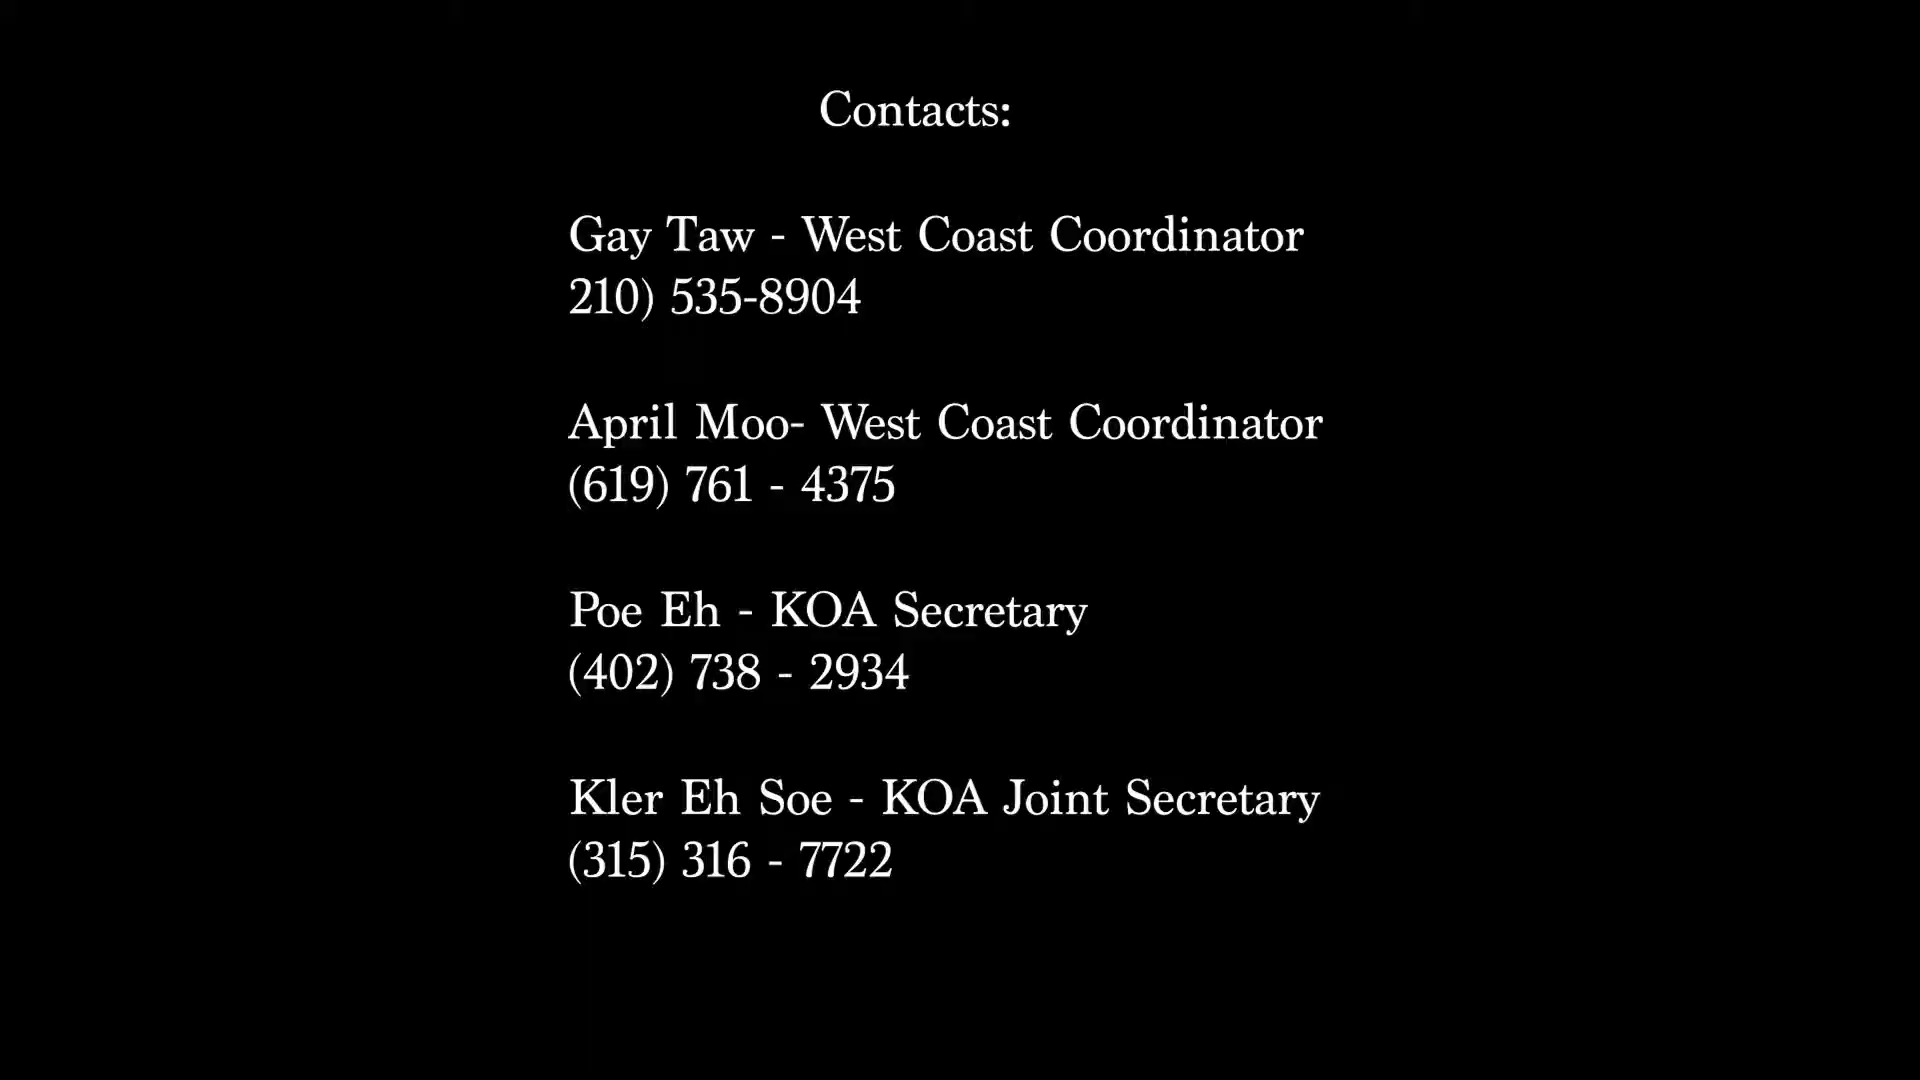 Contacts:
Gay Taw - West Coast Coordinator
210) 535-8904
April Moo- West Coast Coordinator
(619) 761 - 4375
Poe Eh - KOA Secretary
(402) 738 - 2934
Kler Eh Soe - KOA Joint Secretary
(315) 316 - 7722